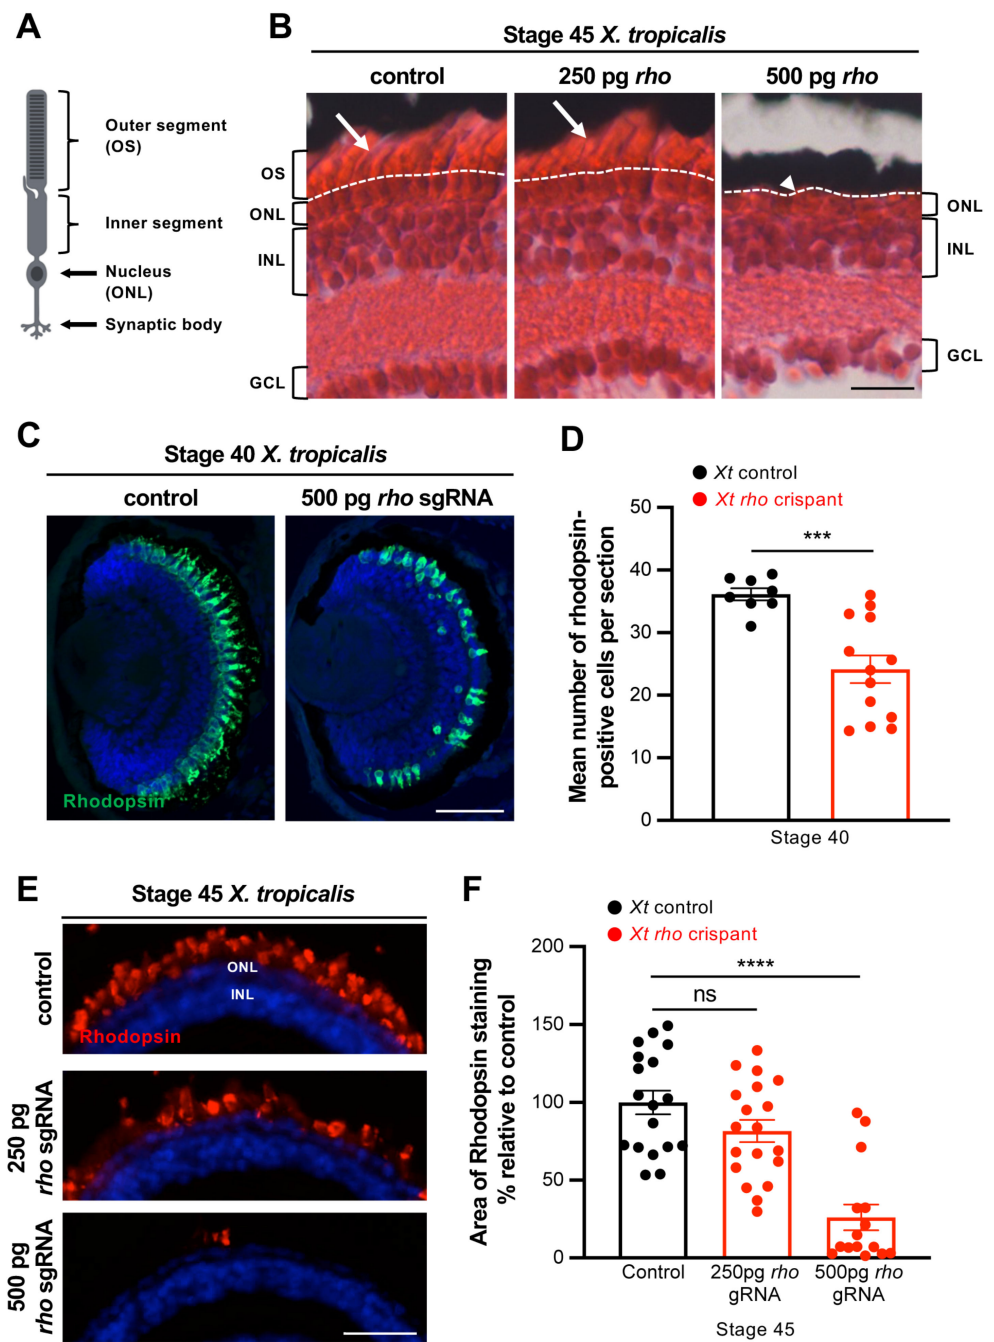 A
Outer segment
(OS)
Inner segment
Nucleus
(ONL)
Synaptic body
B
Stage 45 X. tropicalis
control
250 pg rho
500 pg rho
OS
ONL
INL
GCL
ONL
INL
GCL
C
Stage 40 X. tropicalis
control
500 pg rho sgRNA
Rhodopsin
D
Xt control
Xt rho crispant
Mean number of rhodopsin-
positive cells per section
50
40
30
20
10
0
***
Stage 40
E
Stage 45 X. tropicalis
control
ONL
INL
Rhodopsin
250 pg
rho sgRNA
500 pg
rho sgRNA
F
Xt control
Xt rho crispant
Area of Rhodopsin staining
% relative to control
200
150
100
50
0
****
ns
Control
250pg rho
gRNA
500pg rho
gRNA
Stage 45